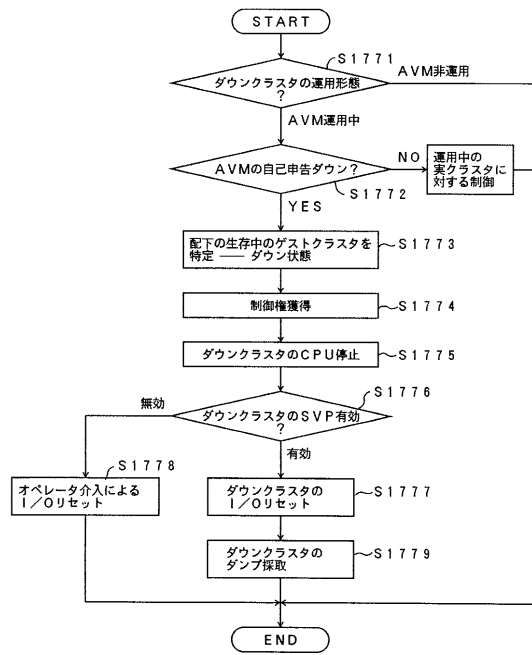 START
S1771
ダウンクラスタの運用形態
?
AVM非運用
AVM運用中
AVMの自己申告ダウン?
NO
運用中の
実クラスタに
対する制御
S1772
YES
配下の生存中のゲストクラスタを
特定 ── ダウン状態
S1773
制御権獲得
S1774
ダウンクラスタのCPU停止
S1775
S1776
ダウンクラスタのSVP有効
?
無効
有効
S1778
オペレータ介入による
I/Oリセット
ダウンクラスタの
I/Oリセット
S1777
ダウンクラスタの
ダンプ採取
S1779
END